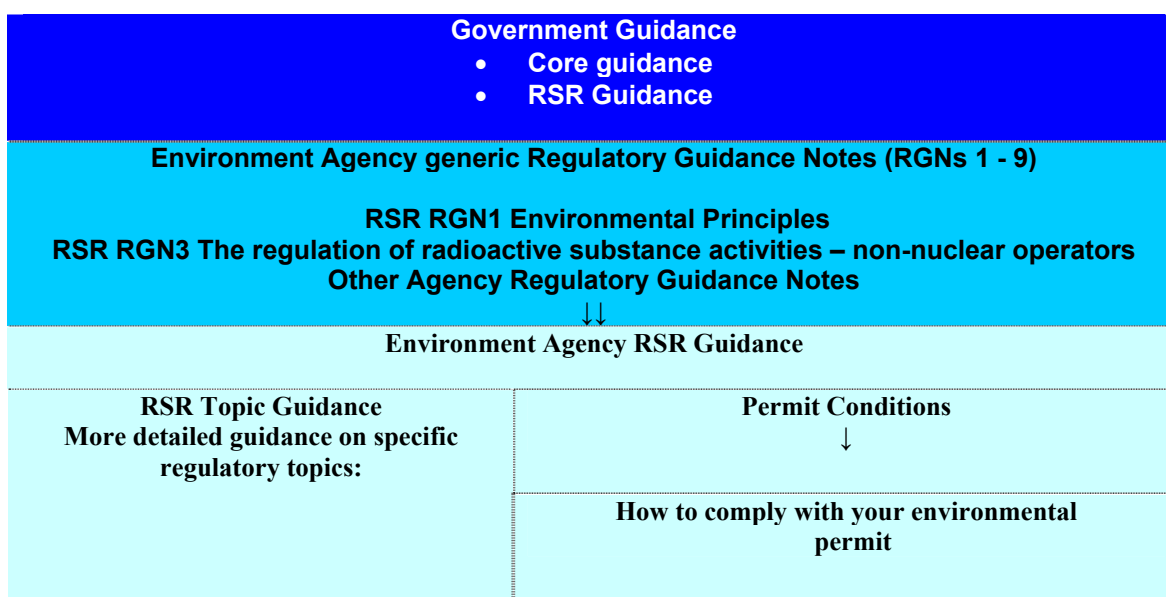 Government Guidance
• Core guidance
• RSR Guidance
Environment Agency generic Regulatory Guidance Notes (RGNs 1 - 9)
RSR RGN1 Environmental Principles
RSR RGN3 The regulation of radioactive substance activities – non-nuclear operators
Other Agency Regulatory Guidance Notes
↓↓
Environment Agency RSR Guidance
RSR Topic Guidance
More detailed guidance on specific
regulatory topics:
Permit Conditions
↓
How to comply with your environmental
permit